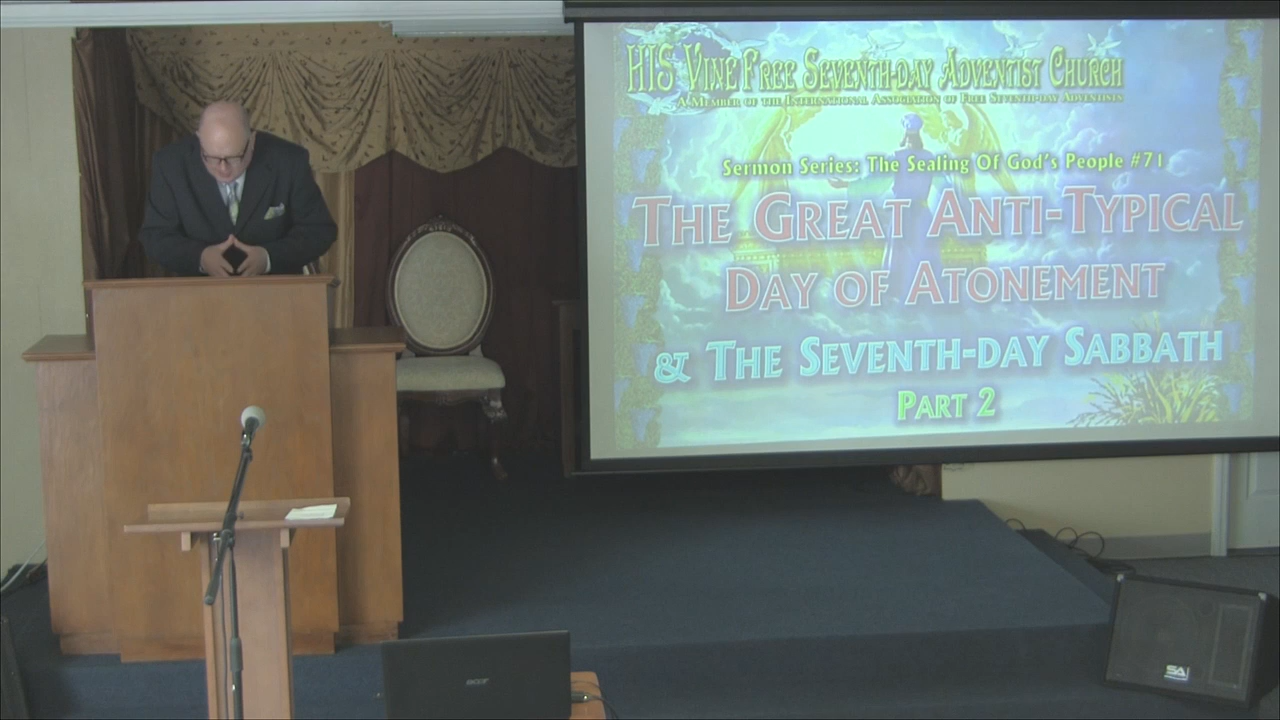 HIS VINE FREE SEVENTH-DAY ADVENTIST CHURCH
A MEMBER OF THE INTERNATIONAL ASSOCIATION OF FREE SEVENTH-DAY ADVENTISTS
Sermon Series: The Sealing Of God's People #71
THE GREAT ANTI-TYPICAL
DAY OF ATONEMENT
& THE SEVENTH-DAY SABBATH
PART 2
acer